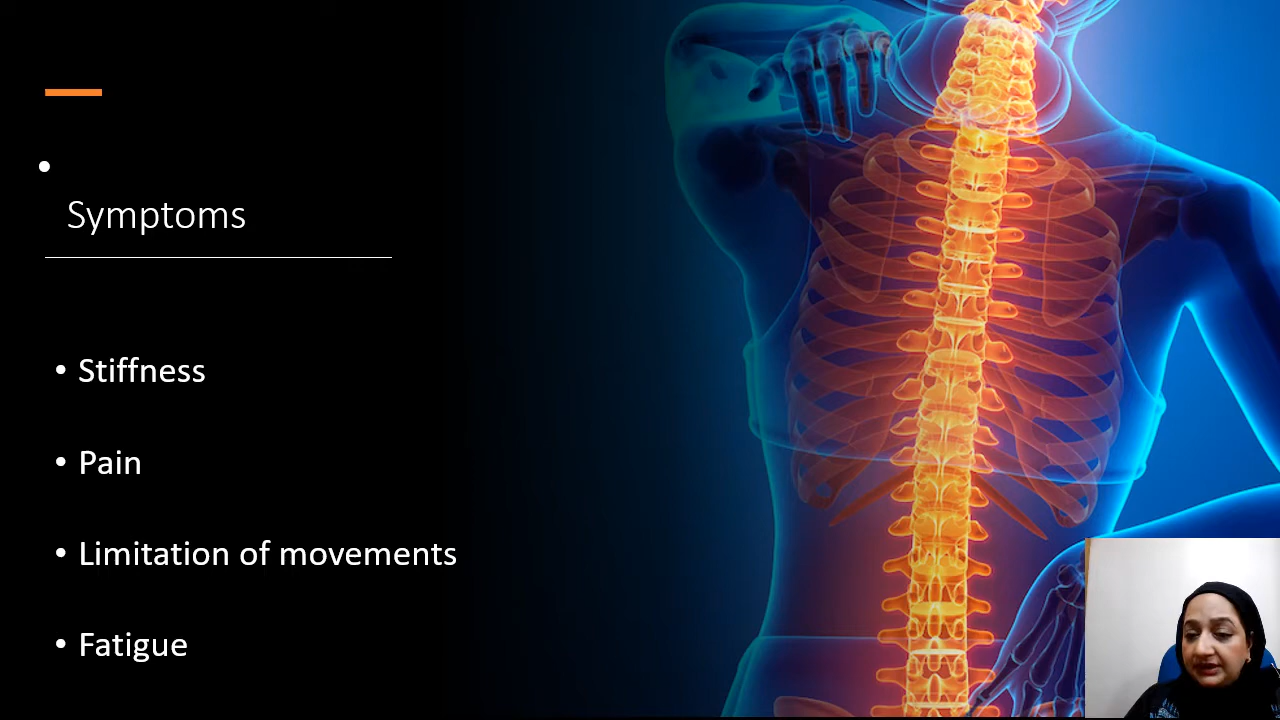 Symptoms
Stiffness
Pain
Limitation of movements
Fatigue